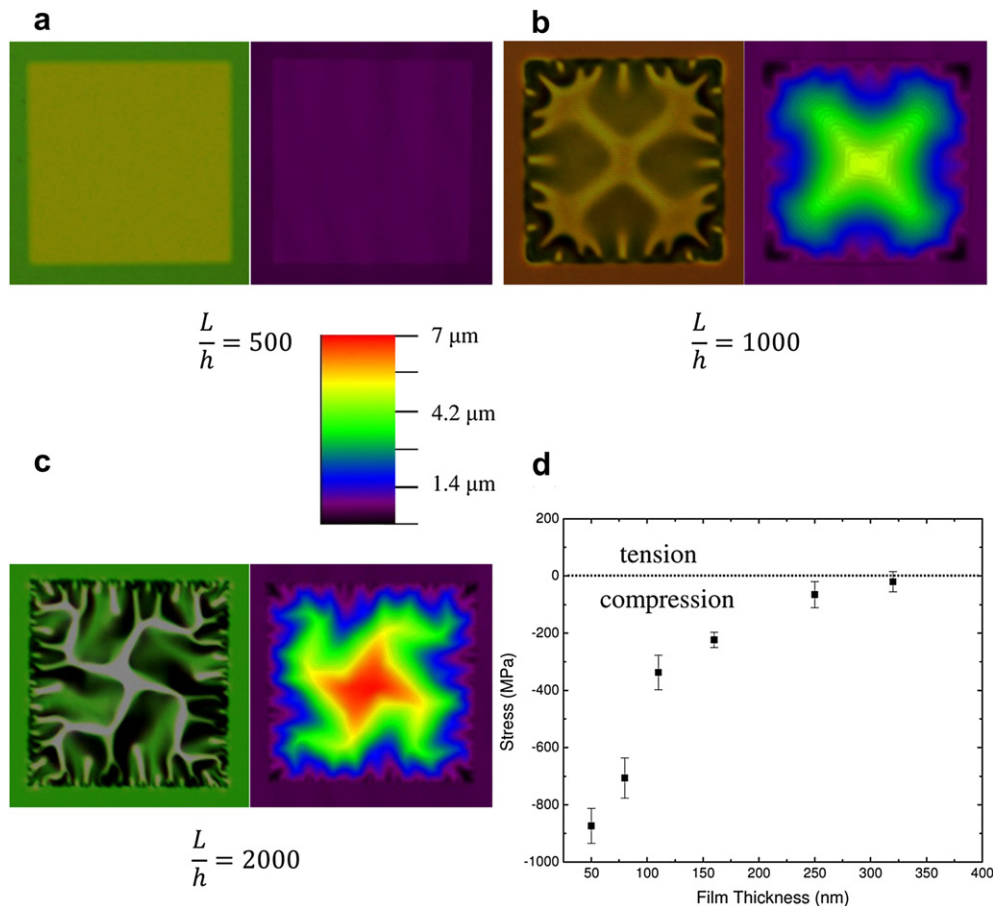 a
b
L/h = 500
L/h = 1000
7 μm
4.2 μm
1.4 μm
c
d
L/h = 2000
200
0
-200
-400
-600
-800
-1000
Stress (MPa)
tension
compression
50 100 150 200 250 300 350 400
Film Thickness (nm)